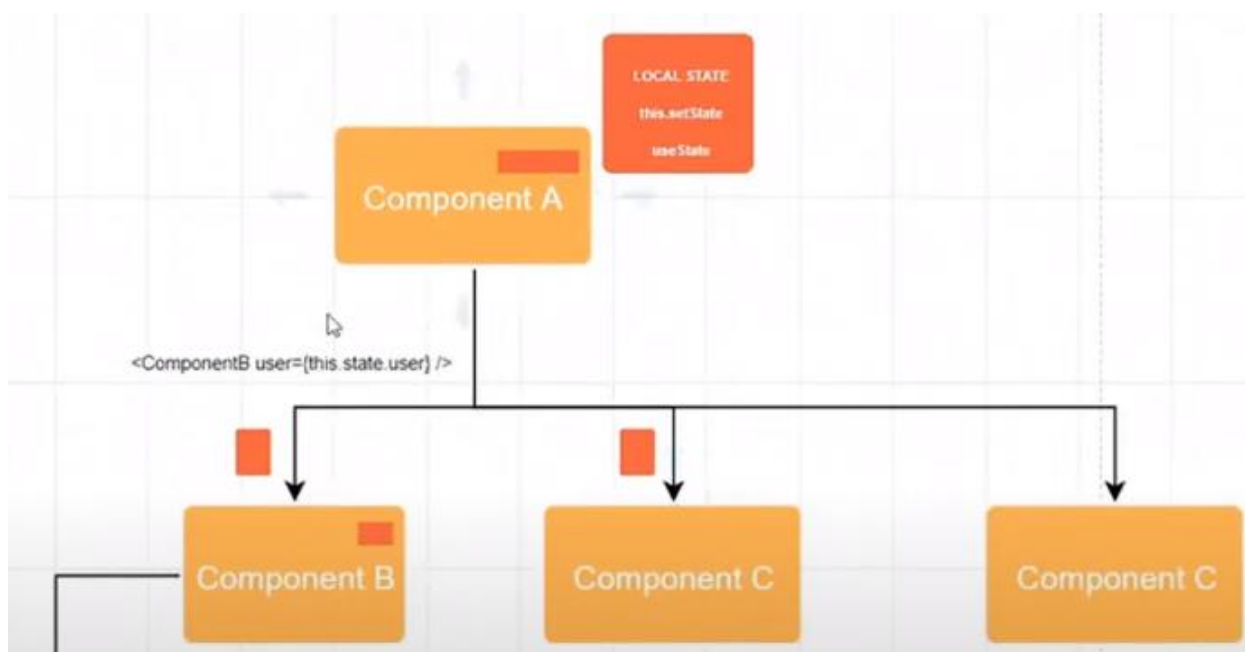 LOCAL STATE
this.setState
useState
Component A
<ComponentB user={this.state.user} />
Component B
Component C
Component C